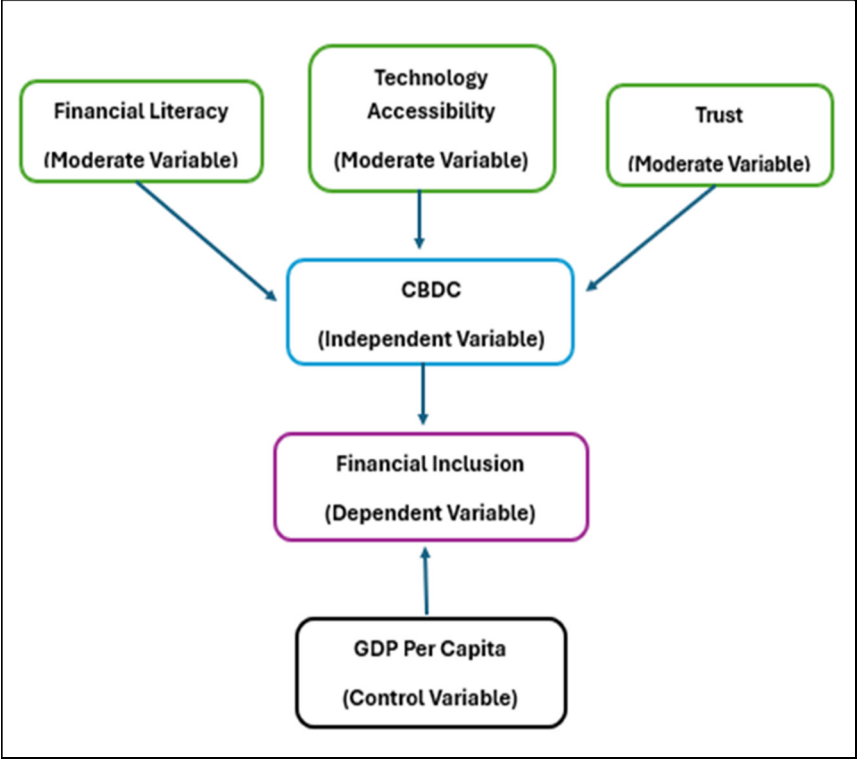 Financial Literacy
(Moderate Variable)
Technology
Accessibility
(Moderate Variable)
Trust
(Moderate Variable)
CBDC
(Independent Variable)
Financial Inclusion
(Dependent Variable)
GDP Per Capita
(Control Variable)